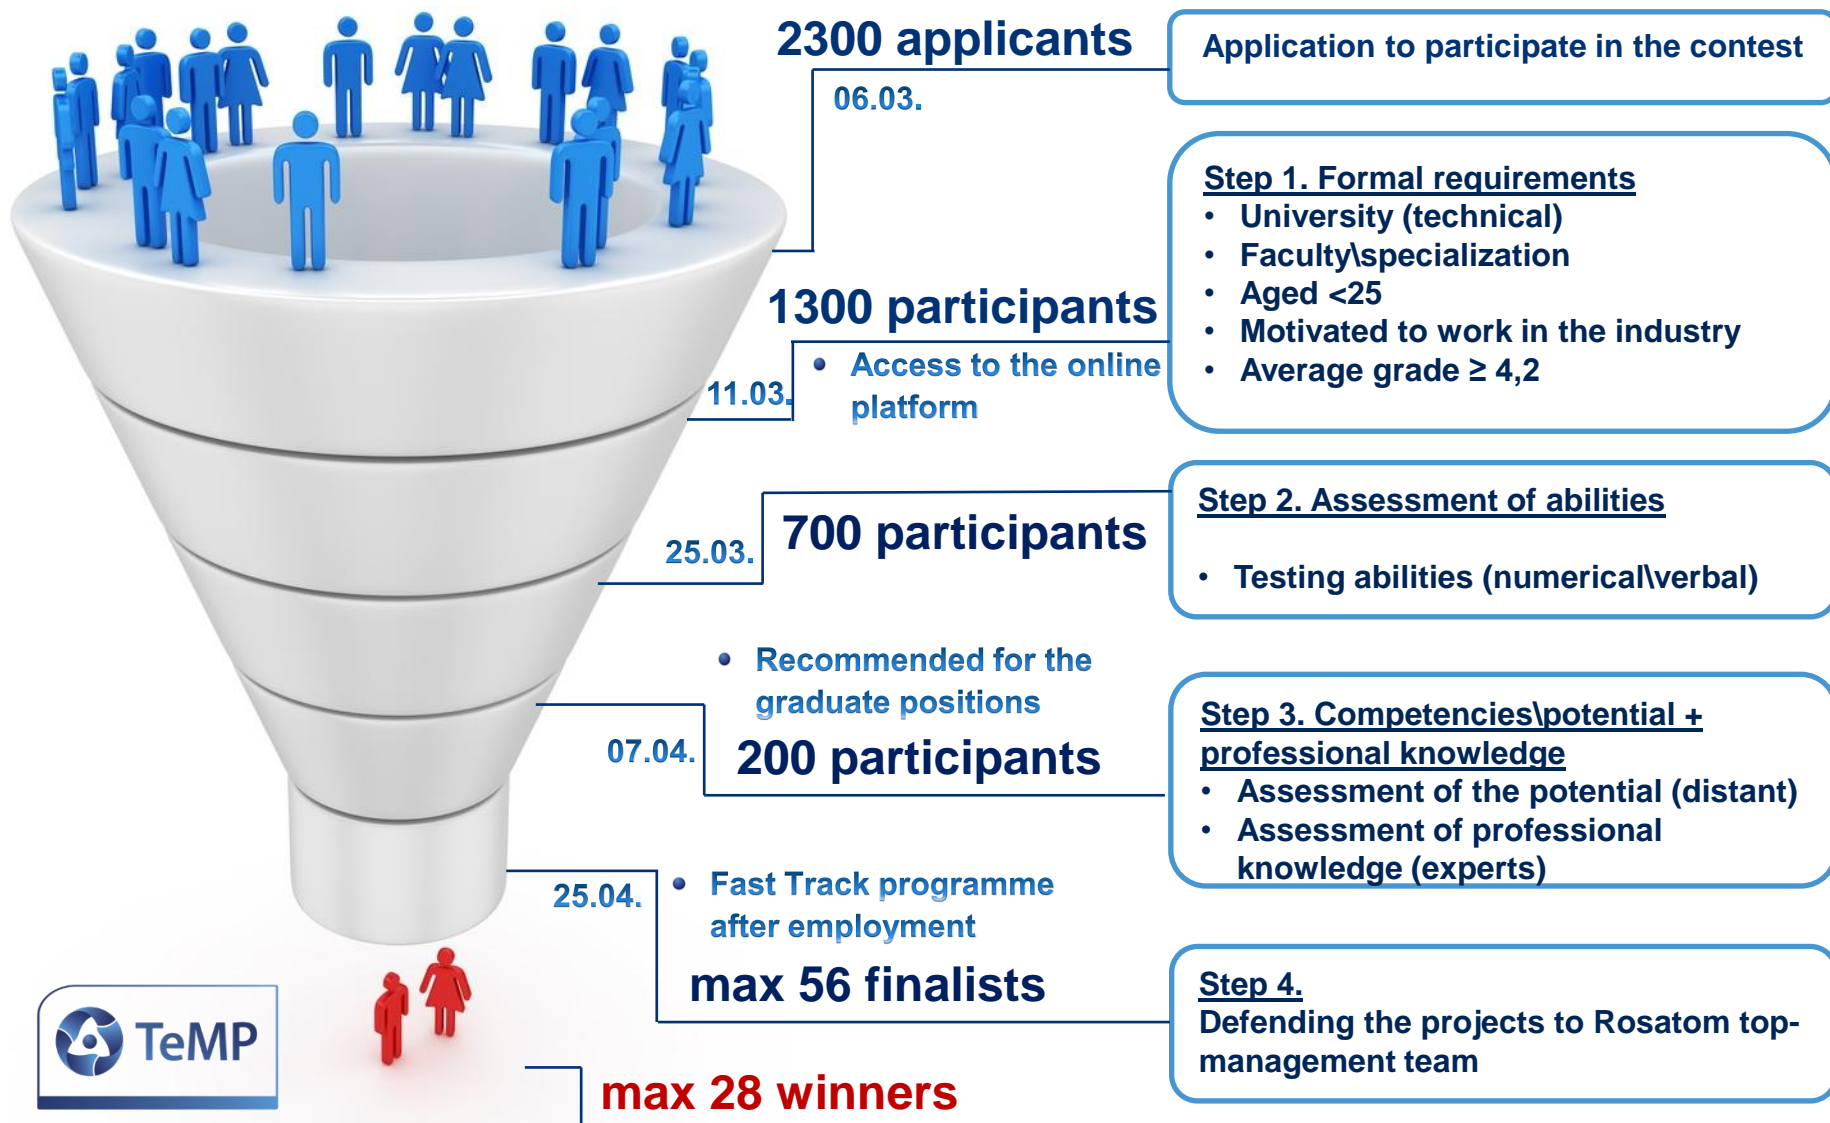 2300 applicants
06.03.
Application to participate in the contest
Step 1. Formal requirements
• University (technical)
• Faculty\specialization
• Aged <25
• Motivated to work in the industry
• Average grade ≥ 4,2
1300 participants
• Access to the online
platform
11.03.
Step 2. Assessment of abilities
• Testing abilities (numerical\verbal)
700 participants
25.03.
• Recommended for the
graduate positions
07.04.
200 participants
Step 3. Competencies\potential +
professional knowledge
• Assessment of the potential (distant)
• Assessment of professional
knowledge (experts)
25.04.
• Fast Track programme
after employment
max 56 finalists
Step 4.
Defending the projects to Rosatom top-
management team
TeMP
max 28 winners